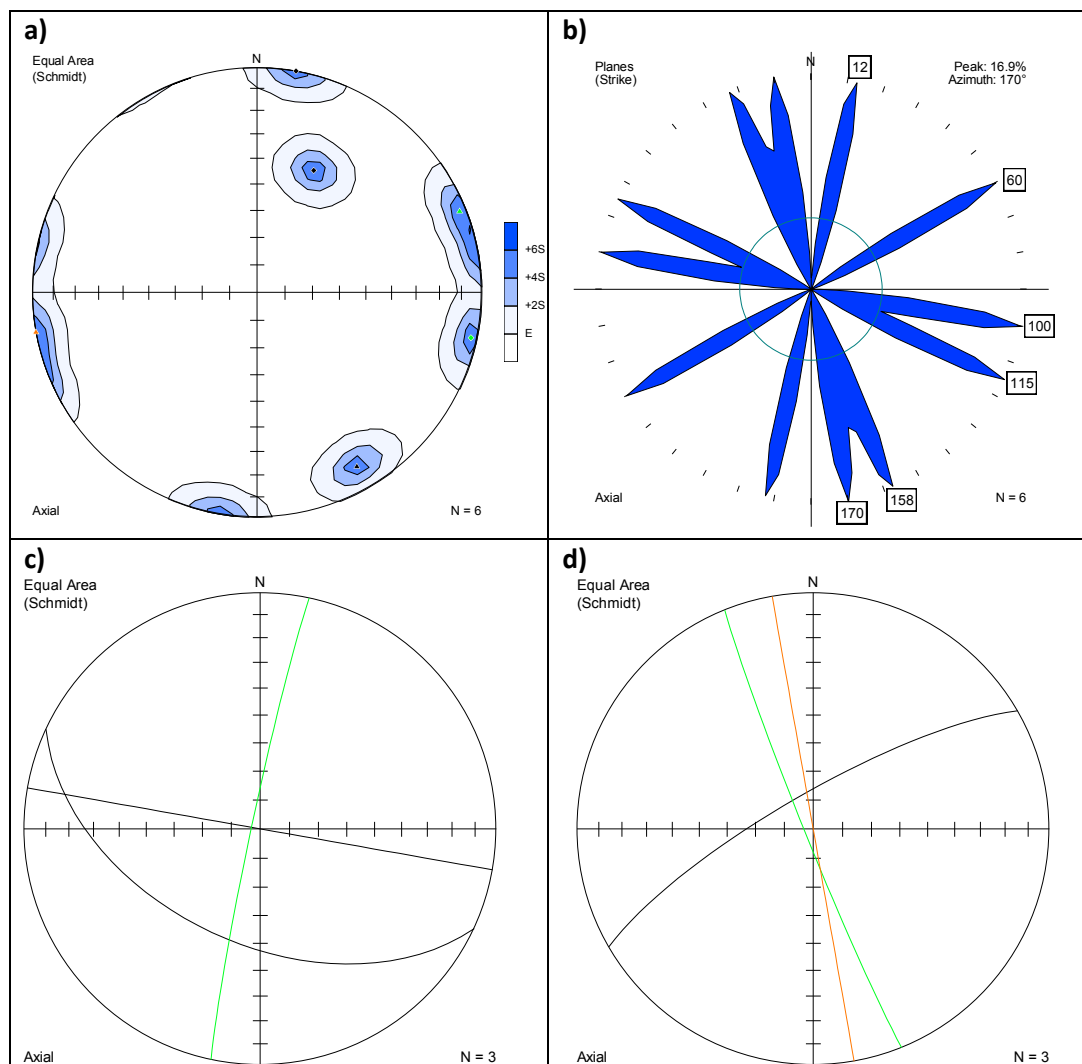 a)
Equal Area
(Schmidt)
N
+6S
+4S
+2S
E
Axial
N = 6
b)
Planes
(Strike)
N
Peak: 16.9%
Azimuth: 170°
12
60
100
115
158
170
Axial
N = 6
c)
Equal Area
(Schmidt)
N
Axial
N = 3
d)
Equal Area
(Schmidt)
N
Axial
N = 3